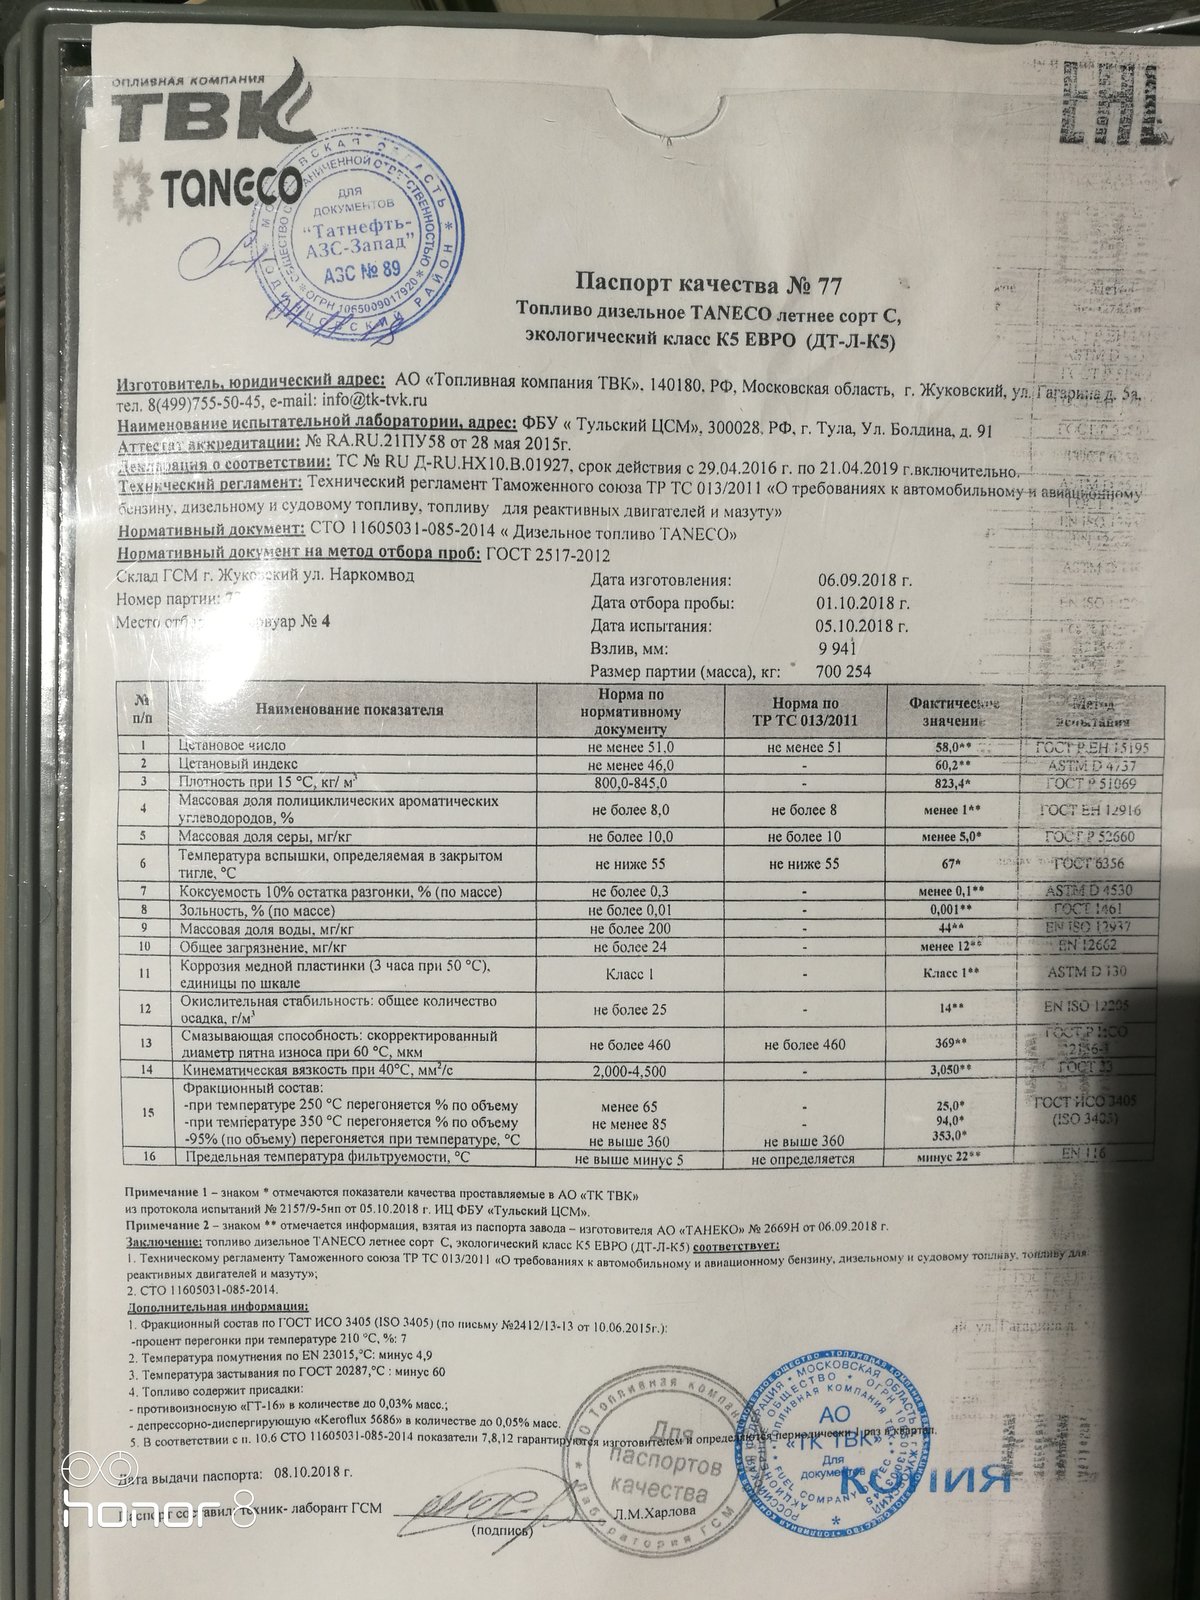 ТОПЛИВНАЯ КОМПАНИЯ
ТВК
TANECO
ДЛЯ
ДОКУМЕНТОВ
"Татнефть-
АЗС-Запад"
АЗС № 89
ОГРН 1065009017920
Паспорт качества № 77
Топливо дизельное TANECO летнее сорт С,
экологический класс К5 ЕВРО (ДТ-Л-К5)
Изготовитель, юридический адрес: АО «Топливная компания ТВК», 140180, РФ, Московская область, г. Жуковский, ул. Гагарина д. 5а,
тел. 8(499)755-50-45, e-mail: info@tk-tvk.ru
Наименование испытательной лаборатории, адрес: ФБУ « Тульский ЦСМ», 300028, РФ, г. Тула, Ул. Болдина, д. 91
Аттестат аккредитации: № RA.RU.21ПУ58 от 28 мая 2015г.
Декларация о соответствии: ТС № RU Д-RU.НХ10.В.01927, срок действия с 29.04.2016 г. по 21.04.2019 г.включительно.
Технический регламент: Технический регламент Таможенного союза ТР ТС 013/2011 «О требованиях к автомобильному и авиационному
бензину, дизельному и судовому топливу, топливу для реактивных двигателей и мазуту»
Нормативный документ: СТО 11605031-085-2014 « Дизельное топливо TANECO»
Нормативный документ на метод отбора проб: ГОСТ 2517-2012
Склад ГСМ г. Жуковский ул. Наркомвод
Дата изготовления: 06.09.2018 г.
Номер партии:
Дата отбора пробы: 01.10.2018 г.
Место № 4
Дата испытания: 05.10.2018 г.
Взлив, мм: 9 941
Размер партии (масса), кг: 700 254
№ п/п Наименование показателя Норма по нормативному документу Норма по ТР ТС 013/2011 Фактическое значение Метод испытания
1 Цетановое число не менее 51,0 не менее 51 58,0** ГОСТ Р ЕН 15195
2 Цетановый индекс не менее 46,0 - 60,2** ASTM D 4737
3 Плотность при 15 °С, кг/ м³ 800,0-845,0 - 823,4* ГОСТ Р 51069
4 Массовая доля полициклических ароматических углеводородов, % не более 8,0 не более 8 менее 1** ГОСТ ЕН 12916
5 Массовая доля серы, мг/кг не более 10,0 не более 10 менее 5,0* ГОСТ Р 52660
6 Температура вспышки, определяемая в закрытом тигле, °С не ниже 55 не ниже 55 67* ГОСТ 6356
7 Коксуемость 10% остатка разгонки, % (по массе) не более 0,3 - менее 0,1** ASTM D 4530
8 Зольность, % (по массе) не более 0,01 - 0,001** ГОСТ 1461
9 Массовая доля воды, мг/кг не более 200 - 44** EN ISO 12937
10 Общее загрязнение, мг/кг не более 24 - менее 12** EN 12662
11 Коррозия медной пластинки (3 часа при 50 °С), единицы по шкале Класс 1 - Класс 1** ASTM D 130
12 Окислительная стабильность: общее количество осадка, г/м³ не более 25 - 14** EN ISO 12205
13 Смазывающая способность: скорректированный диаметр пятна износа при 60 °С, мкм не более 460 не более 460 369** ГОСТ Р ИСО
14 Кинематическая вязкость при 40°С, мм²/с 2,000-4,500 - 3,050** ГОСТ 33
15 Фракционный состав: ГОСТ ИСО 3405 (ISO 3405)
-при температуре 250 °С перегоняется % по объему менее 65 - 25,0*
-при температуре 350 °С перегоняется % по объему не менее 85 - 94,0*
-95% (по объему) перегоняется при температуре, °С не выше 360 не выше 360 353,0*
16 Предельная температура фильтруемости, °С не выше минус 5 не определяется минус 22** EN 116
Примечание 1 – знаком * отмечаются показатели качества проставляемые в АО «ТК ТВК»
из протокола испытаний № 2157/9-5нп от 05.10.2018 г. ИЦ ФБУ «Тульский ЦСМ».
Примечание 2 – знаком ** отмечается информация, взятая из паспорта завода – изготовителя АО «ТАНЕКО» № 2669Н от 06.09.2018 г.
Заключение: топливо дизельное TANECO летнее сорт С, экологический класс К5 ЕВРО (ДТ-Л-К5) соответствует:
1. Техническому регламенту Таможенного союза ТР ТС 013/2011 «О требованиях к автомобильному и авиационному бензину, дизельному и судовому топливу, топливу для
реактивных двигателей и мазуту»;
2. СТО 11605031-085-2014.
Дополнительная информация:
1. Фракционный состав по ГОСТ ИСО 3405 (ISO 3405) (по письму №2412/13-13 от 10.06.2015г.):
-процент перегонки при температуре 210 °С, %: 7
2. Температура помутнения по EN 23015,°С: минус 4,9
3. Температура застывания по ГОСТ 20287,°С : минус 60
4. Топливо содержит присадки:
- противоизносную «ГТ-16» в количестве до 0,03% масс.;
- депрессорно-диспергирующую «Keroflux 5686» в количестве до 0,05% масс.
5. В соответствии с п. 10.6 СТО 11605031-085-2014 показатели 7,8,12 гарантируются изготовителем и определяются периодически 1 раз в квартал.
Для
паспортов
качества
АО
«ТК ТВК»
Для
документов
КОПИЯ
Дата выдачи паспорта: 08.10.2018 г.
Паспорт составила техник- лаборант ГСМ Л.М.Харлова
(подпись)
honor 8